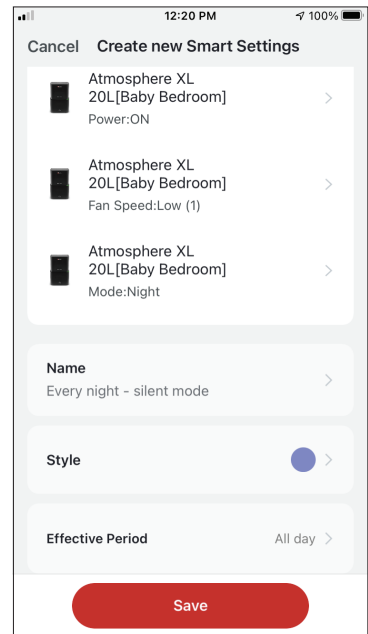 12:20 PM
100%
Cancel
Create new Smart Settings
Atmosphere XL
20L[Baby Bedroom]
Power:ON
Atmosphere XL
20L[Baby Bedroom]
Fan Speed:Low (1)
Atmosphere XL
20L[Baby Bedroom]
Mode:Night
Name
Every night - silent mode
Style
Effective Period
All day
Save